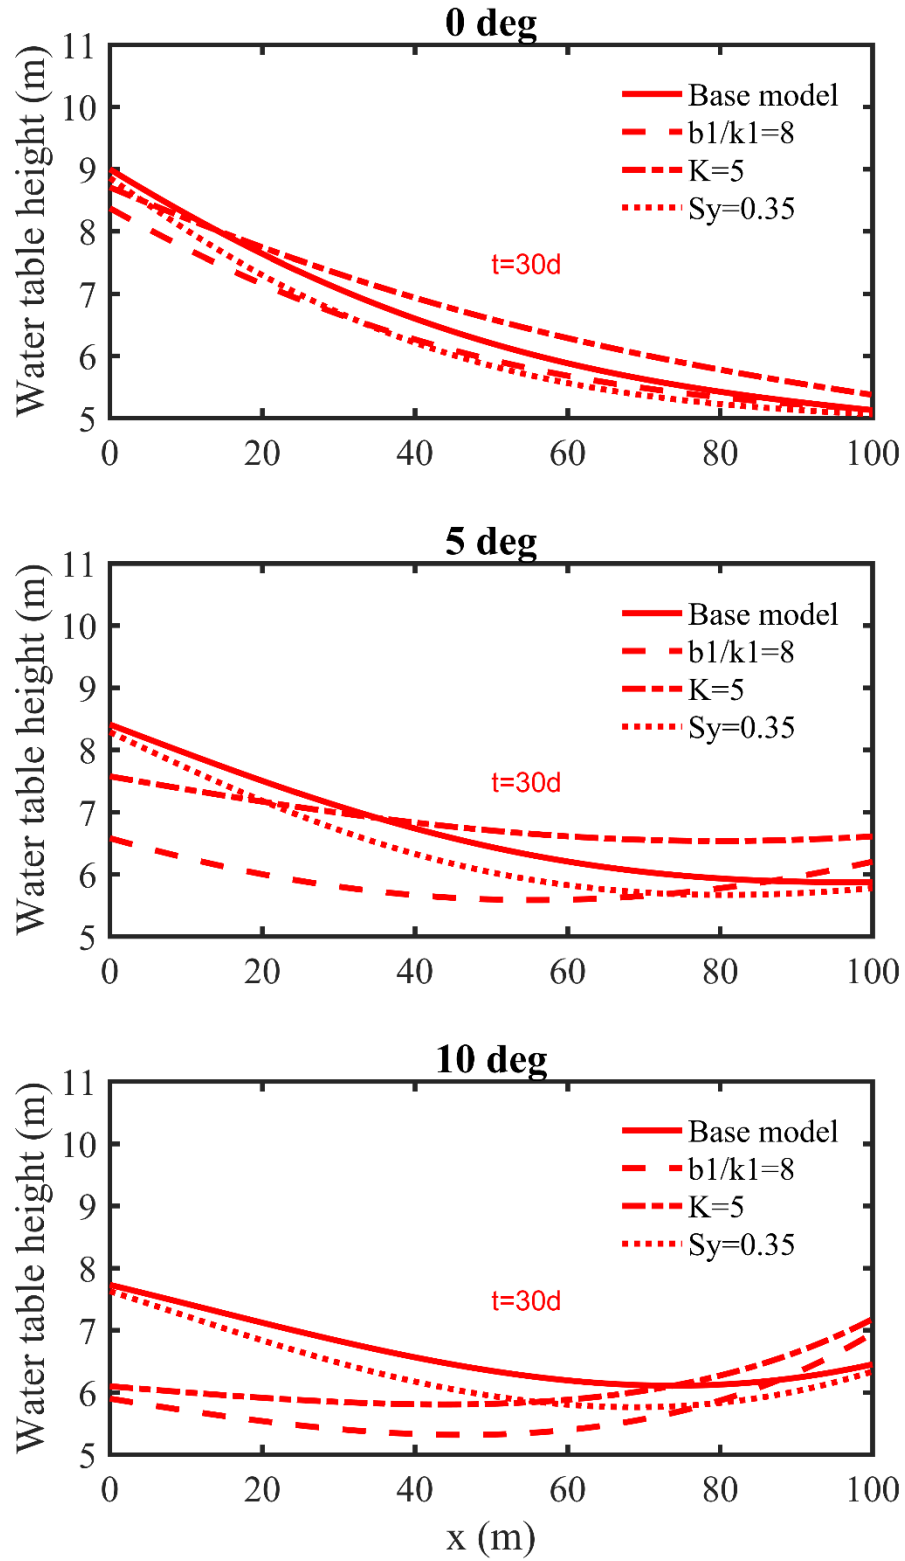 0 deg
Water table height (m)
11
10
9
8
7
6
5
Base model
b1/k1=8
K=5
Sy=0.35
t=30d
0 20 40 60 80 100
5 deg
Water table height (m)
11
10
9
8
7
6
5
Base model
b1/k1=8
K=5
Sy=0.35
t=30d
0 20 40 60 80 100
10 deg
Water table height (m)
11
10
9
8
7
6
5
Base model
b1/k1=8
K=5
Sy=0.35
t=30d
0 20 40 60 80 100
x (m)